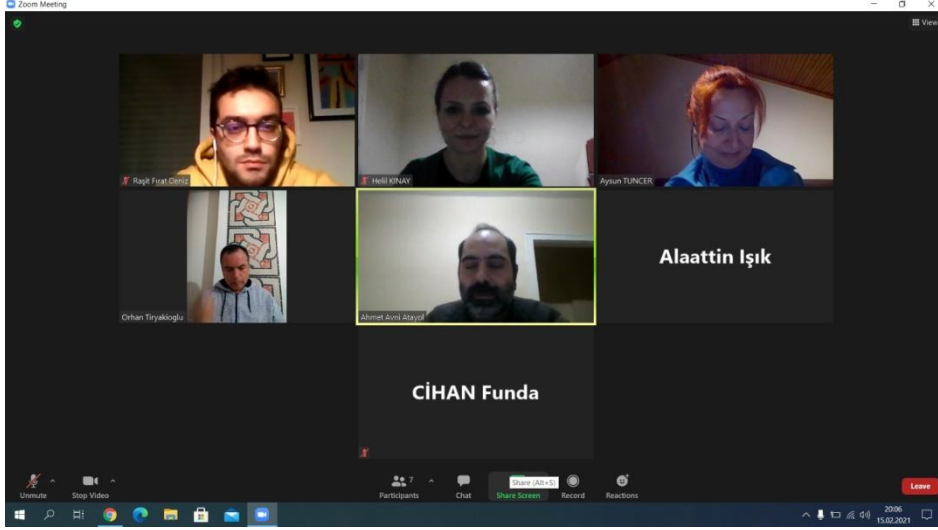 Zoom Meeting
View
Raşit Fırat Deniz
Helil KINAY
Aysun TUNCER
Orhan Tiryakioglu
Ahmet Avni Atayol
Alaattin Işık
CİHAN Funda
Unmute
Stop Video
7
Participants
Chat
Share (Alt+S)
Share Screen
Record
Reactions
Leave
20:06
15.02.2021